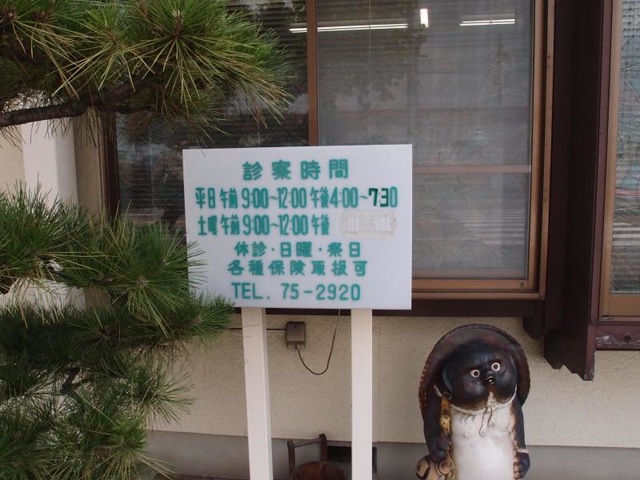 診察時間
平日 午前 9:00~12:00 午後 4:00~7:30
土曜 午前 9:00~12:00 午後
休診・日曜・祭日
各種保険取扱可
TEL. 75-2920